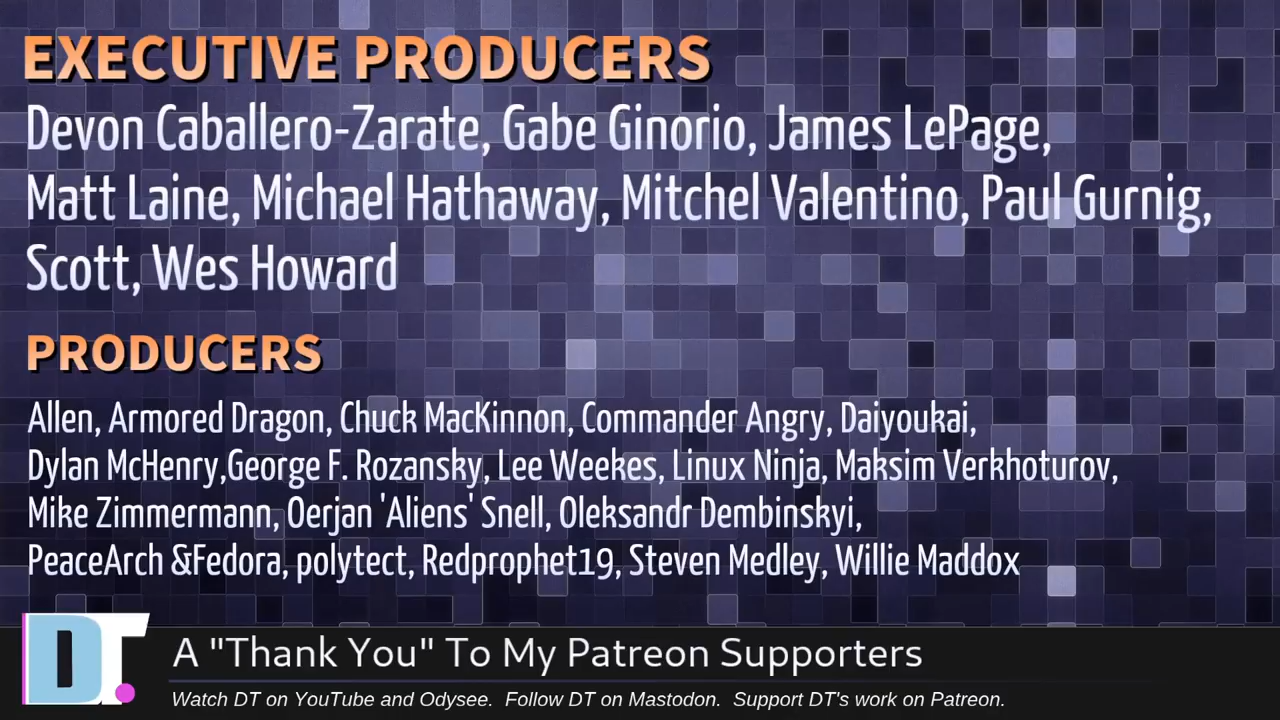 EXECUTIVE PRODUCERS
Devon Caballero-Zarate, Gabe Ginorio, James LePage,
Matt Laine, Michael Hathaway, Mitchel Valentino, Paul Gurnig,
Scott, Wes Howard
PRODUCERS
Allen, Armored Dragon, Chuck MacKinnon, Commander Angry, Daiyoukai,
Dylan McHenry,George F. Rozansky, Lee Weekes, Linux Ninja, Maksim Verkhoturov,
Mike Zimmermann, Oerjan 'Aliens' Snell, Oleksandr Dembinskyi,
PeaceArch &Fedora, polytect, Redprophet19, Steven Medley, Willie Maddox
DT.
A "Thank You" To My Patreon Supporters
Watch DT on YouTube and Odysee. Follow DT on Mastodon. Support DT's work on Patreon.